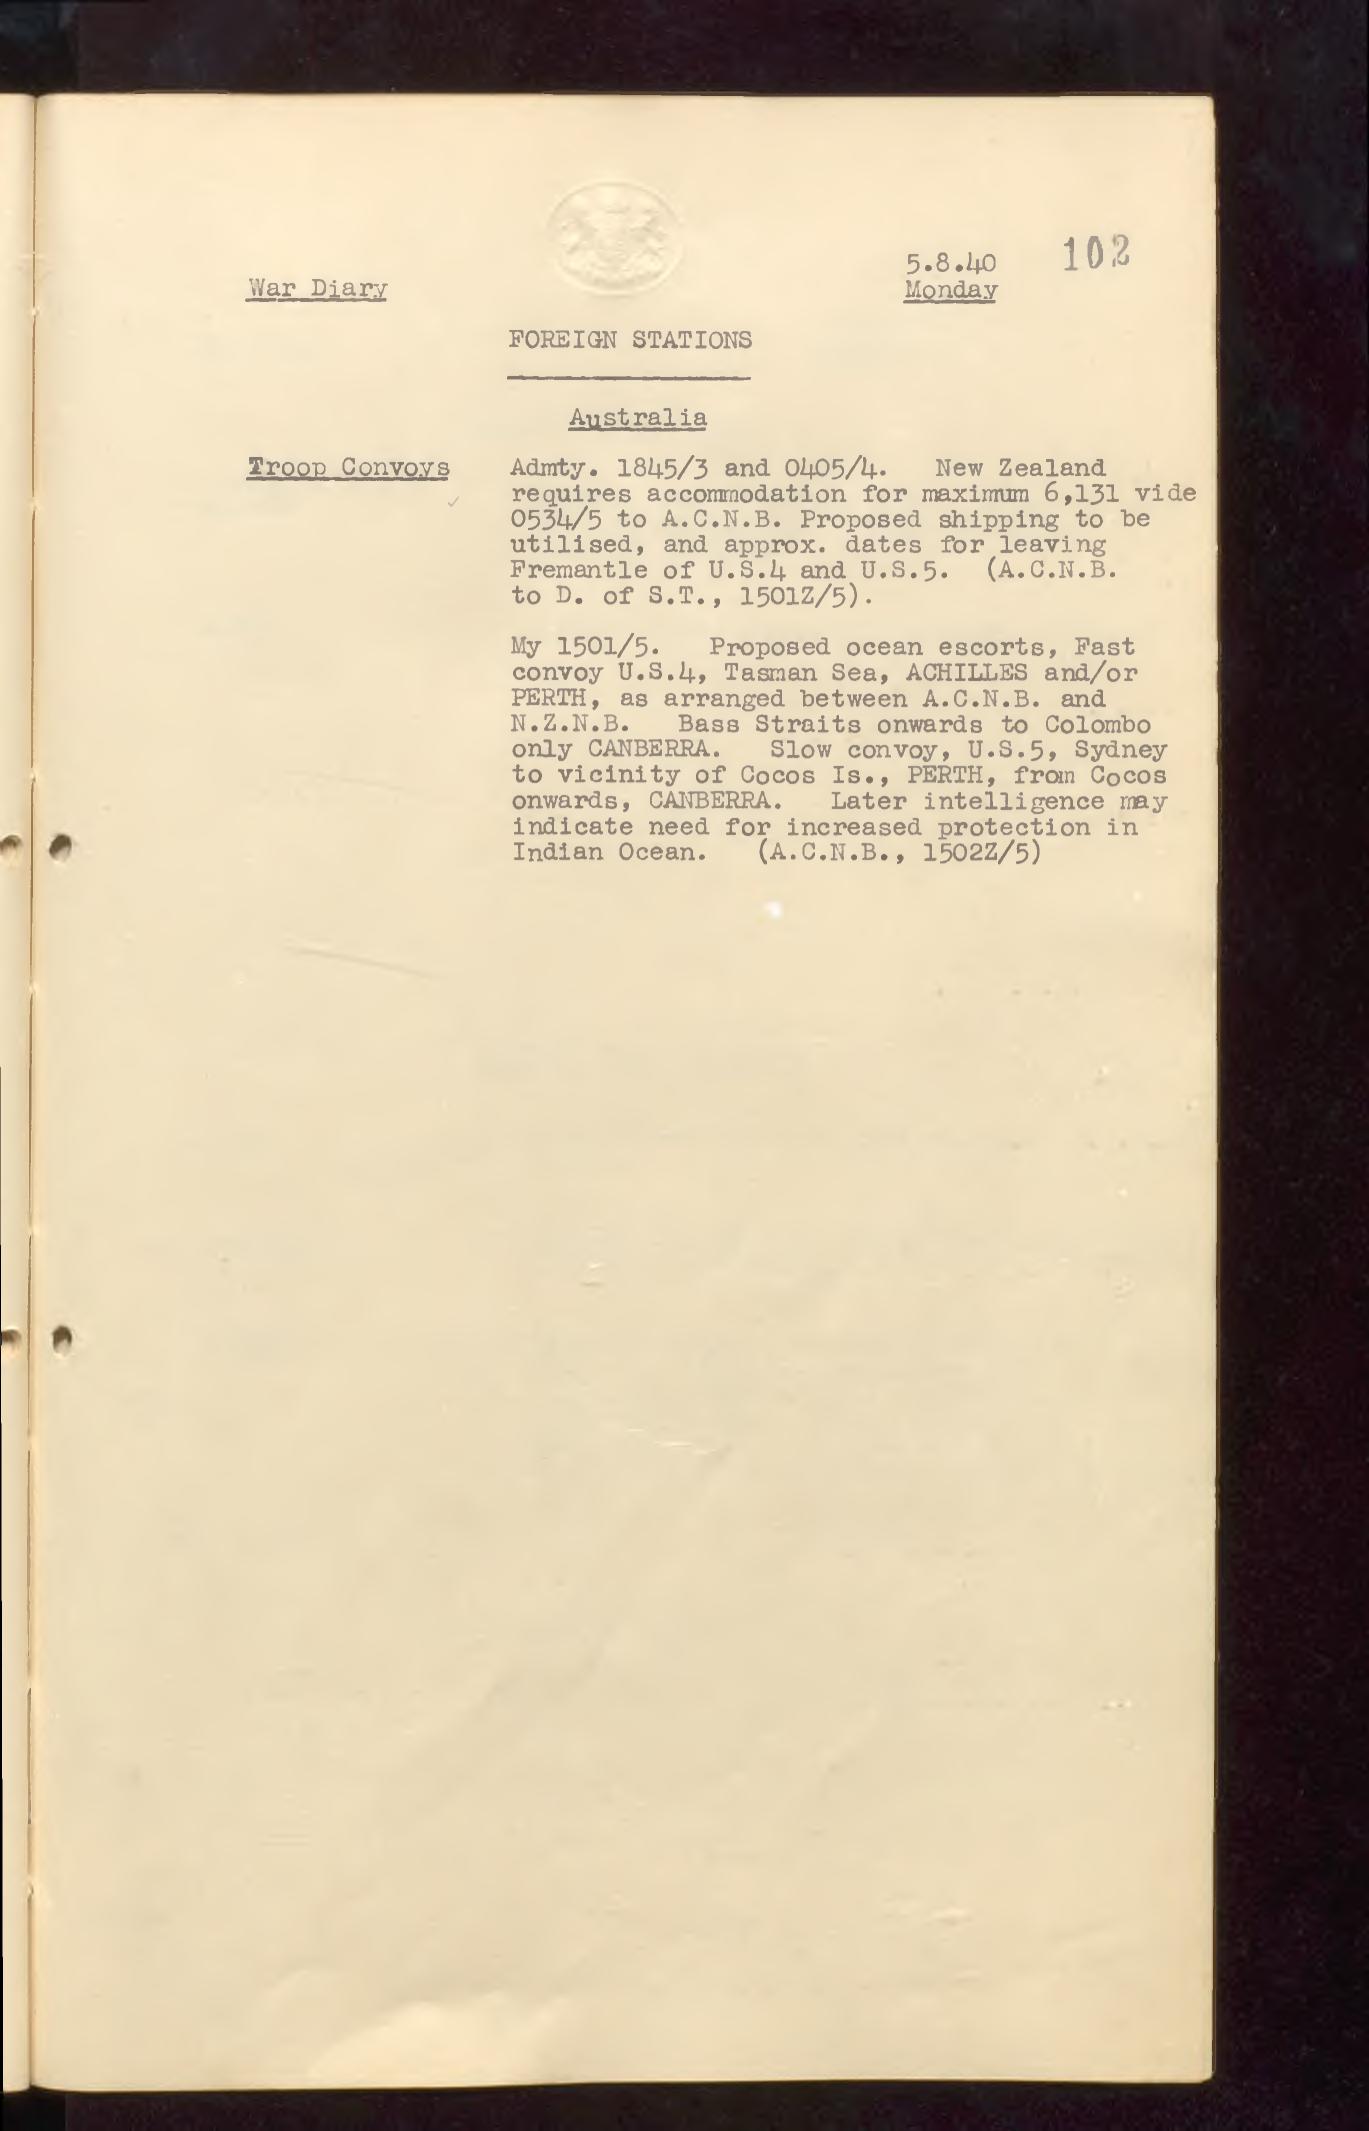 5.8.40 102
War Diary Monday
FOREIGN STATIONS
Australia
Troop Convoys Admty. 1845/3 and 0405/4. New Zealand
requires accommodation for maximum 6,131 vide
0534/5 to A.C.N.B. Proposed shipping to be
utilised, and approx. dates for leaving
Fremantle of U.S.4 and U.S.5. (A.C.N.B.
to D. of S.T., 1501Z/5).
My 1501/5. Proposed ocean escorts, Fast
convoy U.S.4, Tasman Sea, ACHILLES and/or
PERTH, as arranged between A.C.N.B. and
N.Z.N.B. Bass Straits onwards to Colombo
only CANBERRA. Slow convoy, U.S.5, Sydney
to vicinity of Cocos Is., PERTH, from Cocos
onwards, CANBERRA. Later intelligence may
indicate need for increased protection in
Indian Ocean. (A.C.N.B., 1502Z/5)